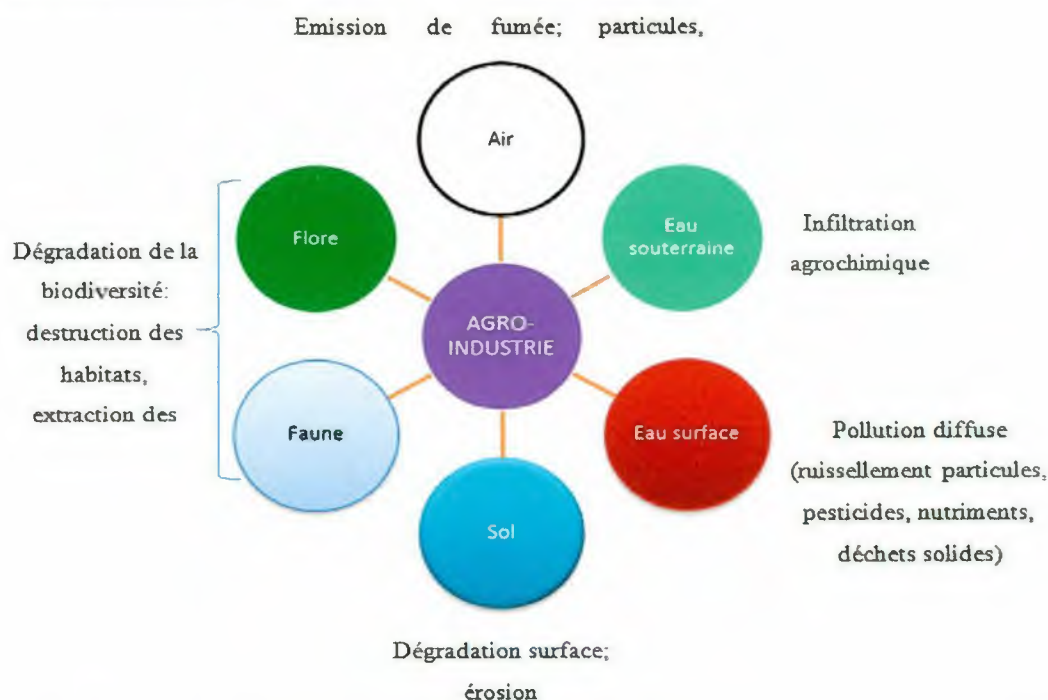 Emission de fumée; particules,
Air
Flore
Eau
souterraine
Infiltration
agrochimique
Dégradation de la
biodiversité:
destruction des
habitats,
extraction des
AGRO-
INDUSTRIE
Faune
Eau surface
Pollution diffuse
(ruissellement particules,
pesticides, nutriments,
déchets solides)
Sol
Dégradation surface;
érosion